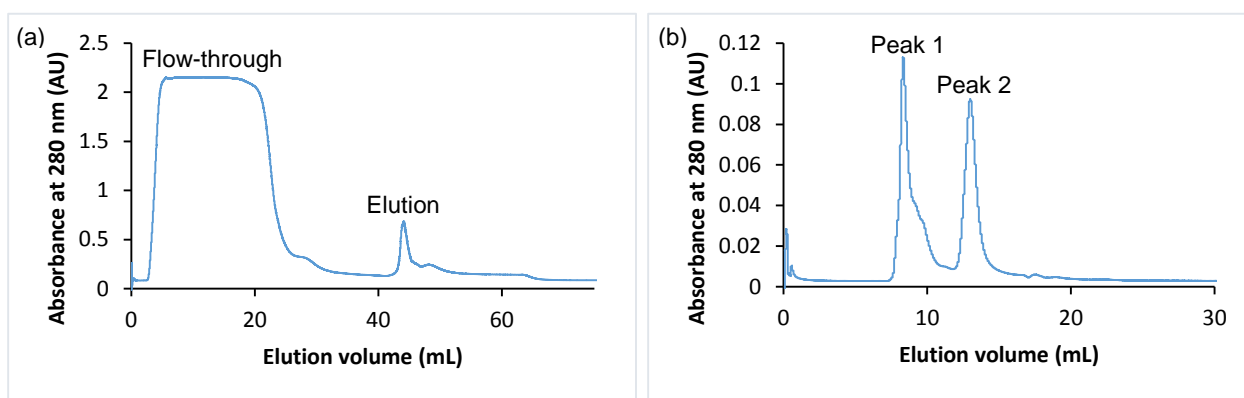 (a)
Absorbance at 280 nm (AU)
2.5
2
1.5
1
0.5
0
Flow-through
Elution
0 20 40 60
Elution volume (mL)
(b)
Absorbance at 280 nm (AU)
0.12
0.1
0.08
0.06
0.04
0.02
0
Peak 1
Peak 2
0 10 20 30
Elution volume (mL)